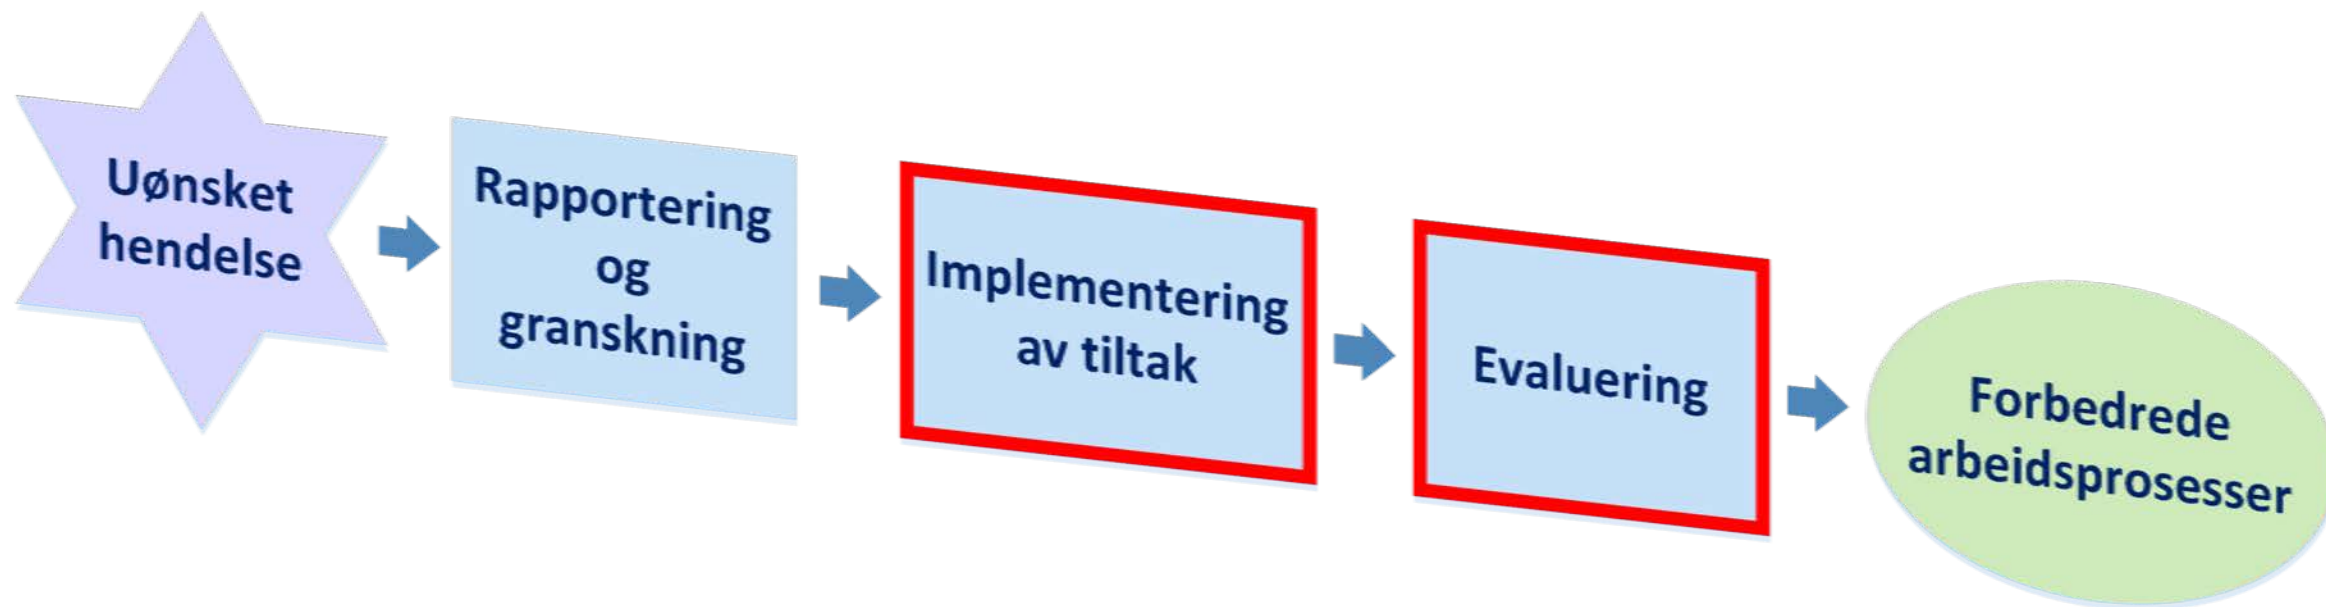 Uønsket
hendelse
Rapportering
og
granskning
Implementering
av tiltak
Evaluering
Forbedrede
arbeidsprosesser